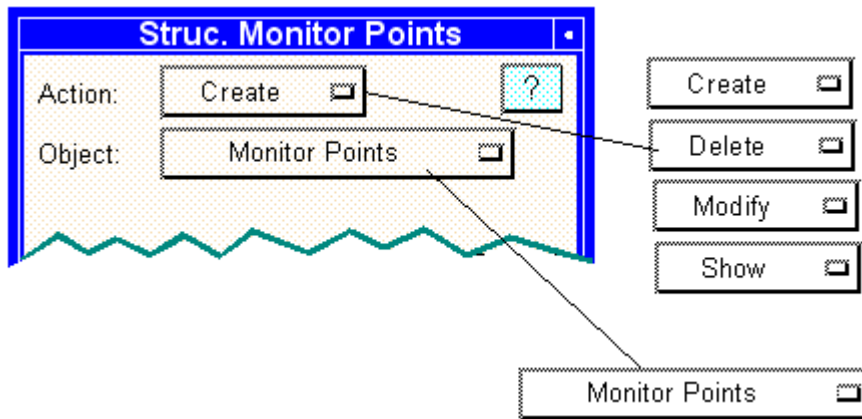 Struc. Monitor Points
Action: Create ?
Object: Monitor Points
Create
Delete
Modify
Show
Monitor Points